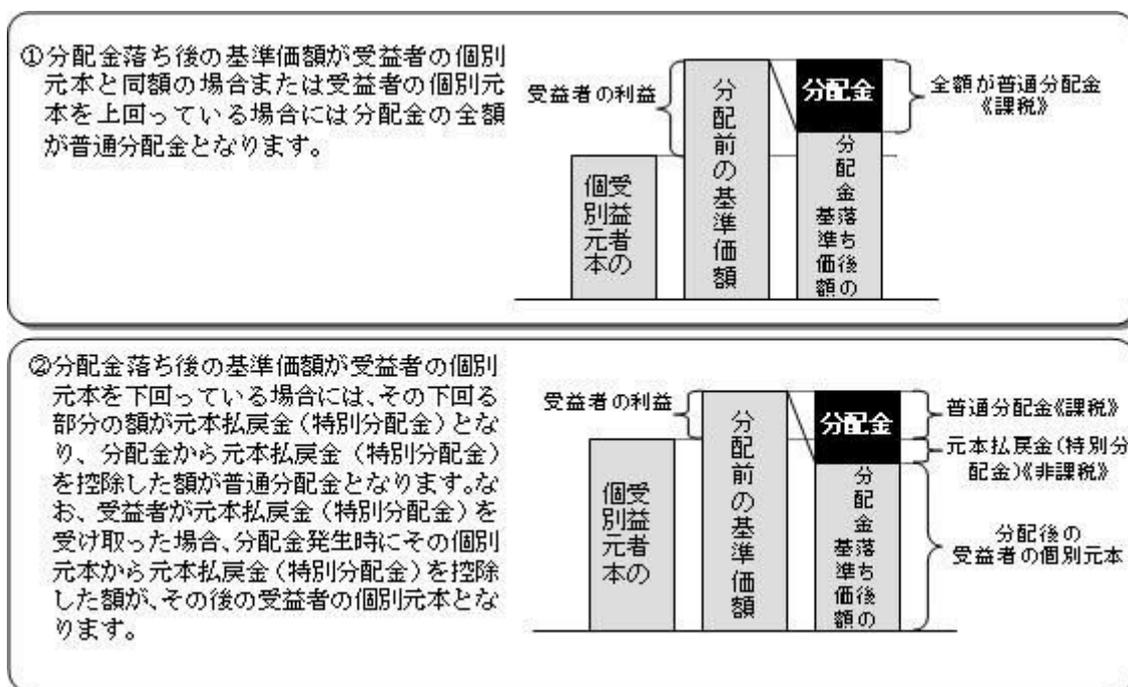 ①分配金落ち後の基準価額が受益者の個別
元本と同額の場合または受益者の個別元
本を上回っている場合には分配金の全額
が普通分配金となります。
受益者の利益
受益者の
個別元本
分配前の基準価額
分配金
分配金落ち後の
基準価額
全額が普通分配金
《課税》
②分配金落ち後の基準価額が受益者の個別
元本を下回っている場合には、その下回る
部分の額が元本払戻金（特別分配金）とな
り、分配金から元本払戻金（特別分配金）
を控除した額が普通分配金となります。な
お、受益者が元本払戻金（特別分配金）を
受け取った場合、分配金発生時にその個別
元本から元本払戻金（特別分配金）を控除
した額が、その後の受益者の個別元本とな
ります。
受益者の利益
受益者の
個別元本
分配前の基準価額
分配金
分配金落ち後の
基準価額
普通分配金《課税》
元本払戻金（特別分
配金）《非課税》
分配後の
受益者の個別元本